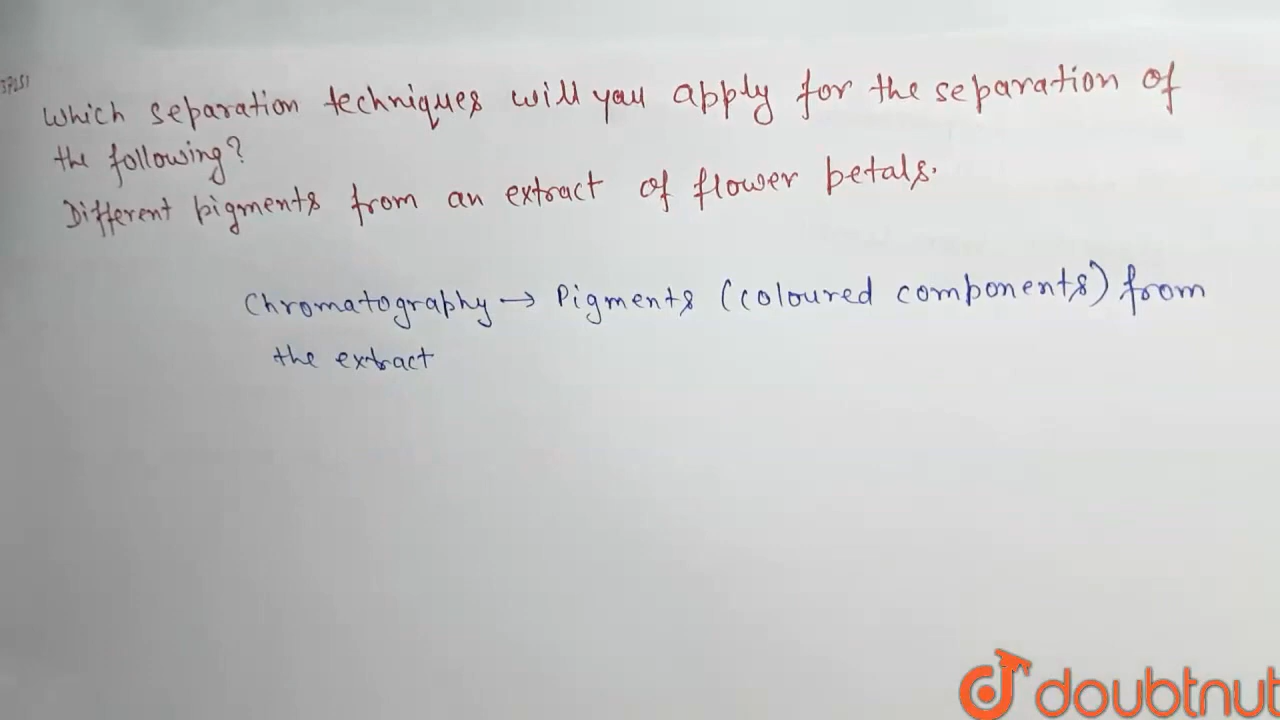 37251
Which separation techniques will you apply for the separation of
the following?
Different pigments from an extract of flower petals.
Chromatography → Pigments (coloured components) from
the extract
doubtnut